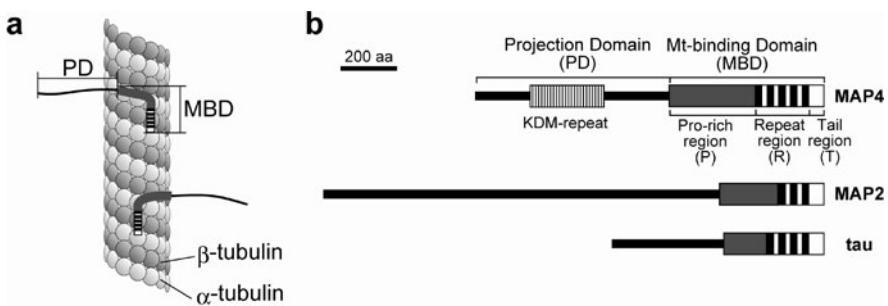 a
PD
MBD
β-tubulin
α-tubulin
b
200 aa
Projection Domain
(PD)
Mt-binding Domain
(MBD)
MAP4
KDM-repeat
Pro-rich
region
(P)
Repeat
region
(R)
Tail
region
(T)
MAP2
tau